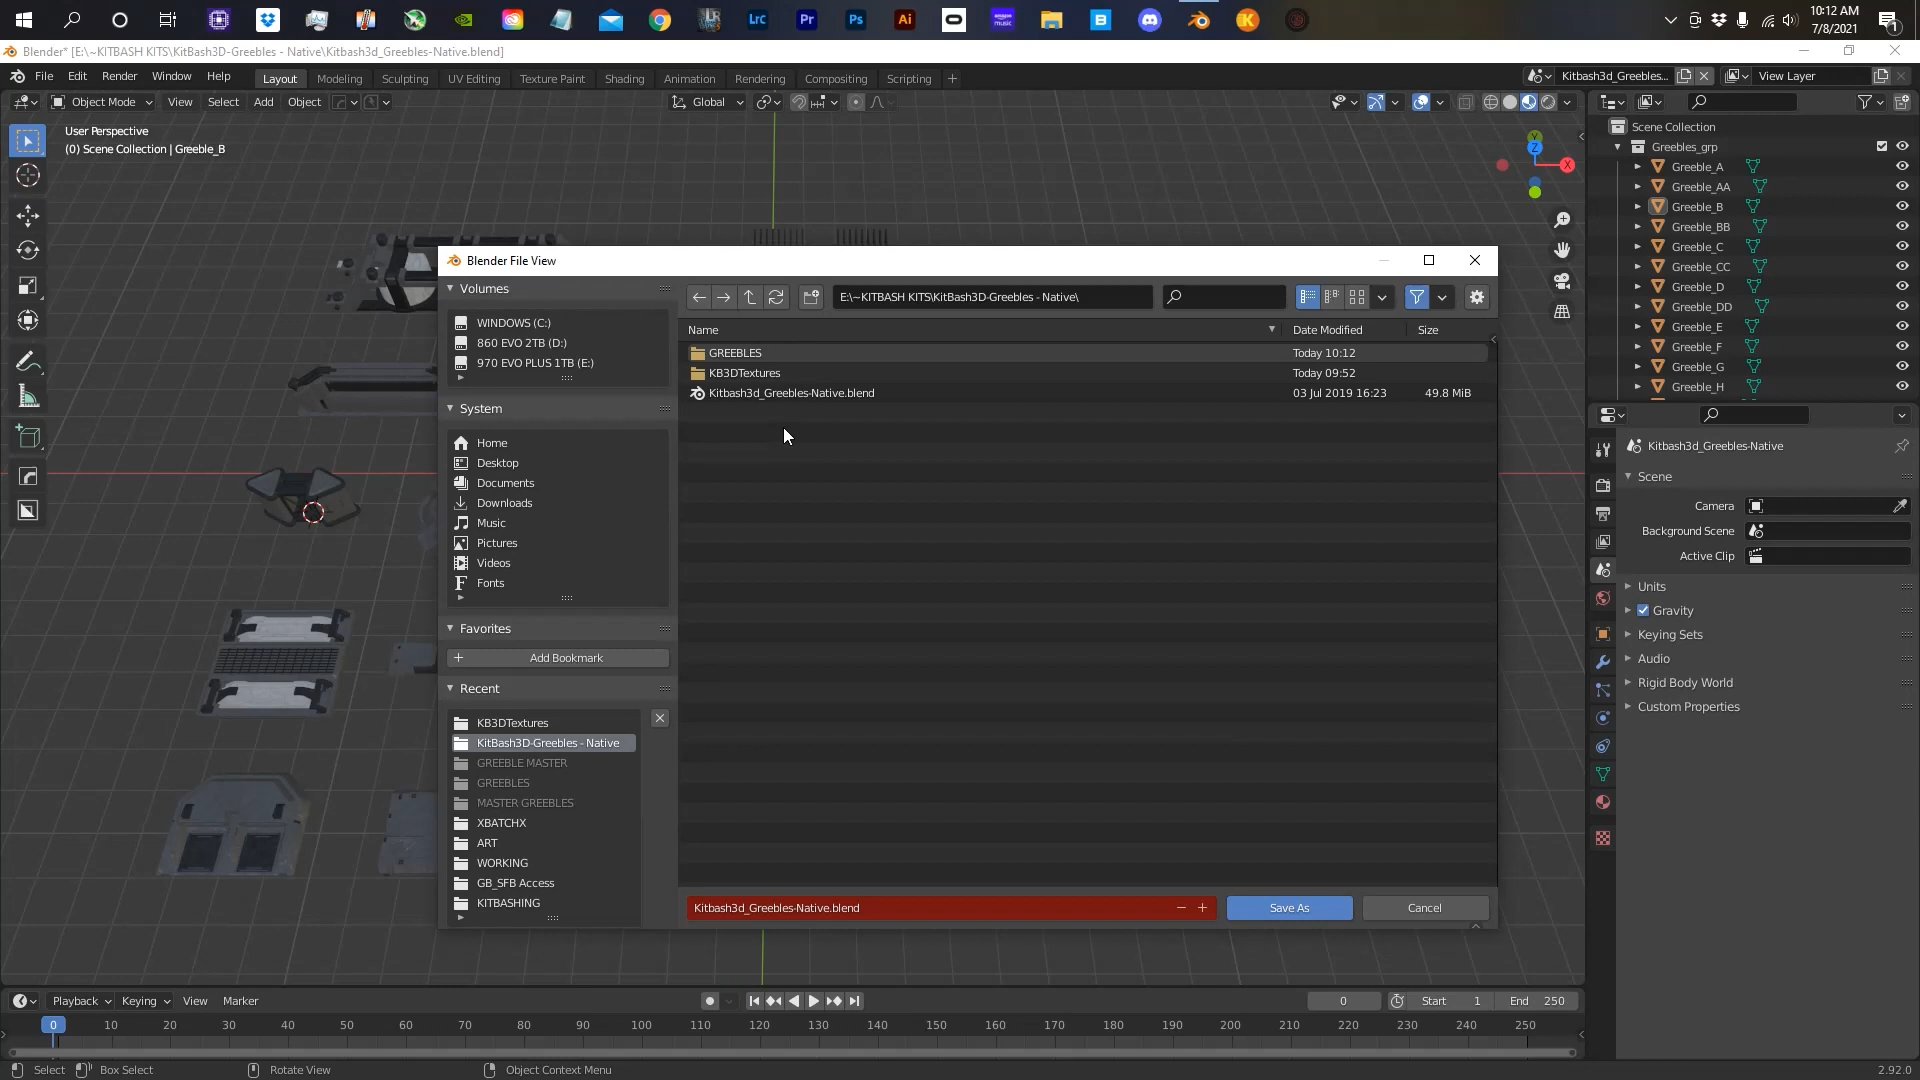 Lrc Pr Ps Ai
10:12 AM
7/8/2021
Blender* [E:\~KITBASH KITS\KitBash3D-Greebles - Native\Kitbash3d_Greebles-Native.blend]
File Edit Render Window Help Layout Modeling Sculpting UV Editing Texture Paint Shading Animation Rendering Compositing Scripting + Kitbash3d_Greebles... View Layer
Object Mode View Select Add Object Global
User Perspective
(0) Scene Collection | Greeble_B
Y
Z
X
Scene Collection
Greebles_grp
Greeble_A
Greeble_AA
Greeble_B
Greeble_BB
Greeble_C
Greeble_CC
Greeble_D
Greeble_DD
Greeble_E
Greeble_F
Greeble_G
Greeble_H
Blender File View
Volumes
WINDOWS (C:)
860 EVO 2TB (D:)
970 EVO PLUS 1TB (E:)
System
Home
Desktop
Documents
Downloads
Music
Pictures
Videos
Fonts
Favorites
Add Bookmark
Recent
KB3DTextures
KitBash3D-Greebles - Native
GREEBLE MASTER
GREEBLES
MASTER GREEBLES
XBATCHX
ART
WORKING
GB_SFB Access
KITBASHING
E:\~KITBASH KITS\KitBash3D-Greebles - Native\
Name Date Modified Size
GREEBLES Today 10:12
KB3DTextures Today 09:52
Kitbash3d_Greebles-Native.blend 03 Jul 2019 16:23 49.8 MiB
Kitbash3d_Greebles-Native.blend Save As Cancel
Kitbash3d_Greebles-Native
Scene
Camera
Background Scene
Active Clip
Units
Gravity
Keying Sets
Audio
Rigid Body World
Custom Properties
Playback Keying View Marker 0 Start 1 End 250
0 10 20 30 40 50 60 70 80 90 100 110 120 130 140 150 160 170 180 190 200 210 220 230 240 250
Select Box Select Rotate View Object Context Menu 2.92.0